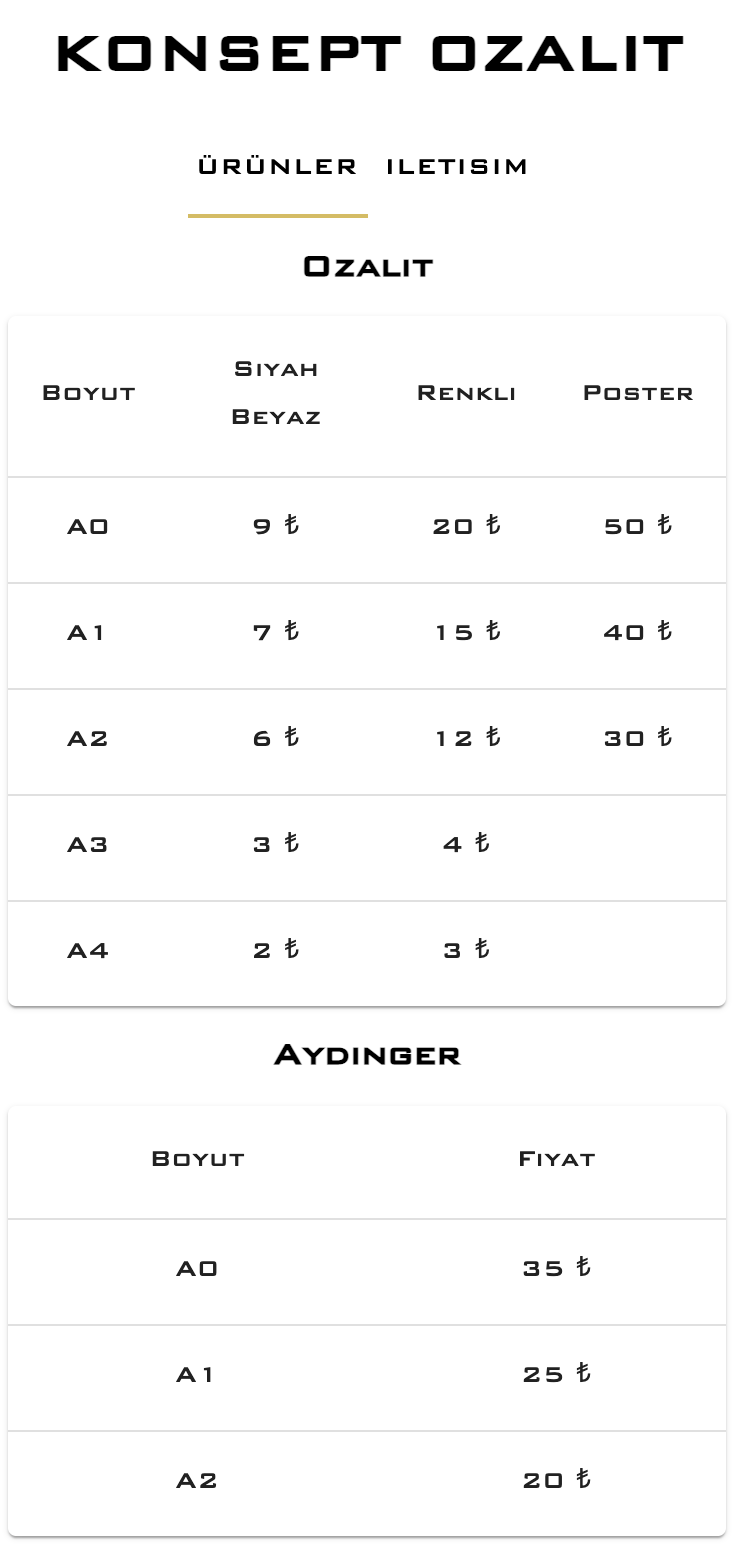 KONSEPT OZALIT
ÜRÜNLER ILETISIM
OZALIT
BOYUT SIYAH BEYAZ RENKLI POSTER
A0 9 ₺ 20 ₺ 50 ₺
A1 7 ₺ 15 ₺ 40 ₺
A2 6 ₺ 12 ₺ 30 ₺
A3 3 ₺ 4 ₺
A4 2 ₺ 3 ₺
AYDINGER
BOYUT FIYAT
A0 35 ₺
A1 25 ₺
A2 20 ₺